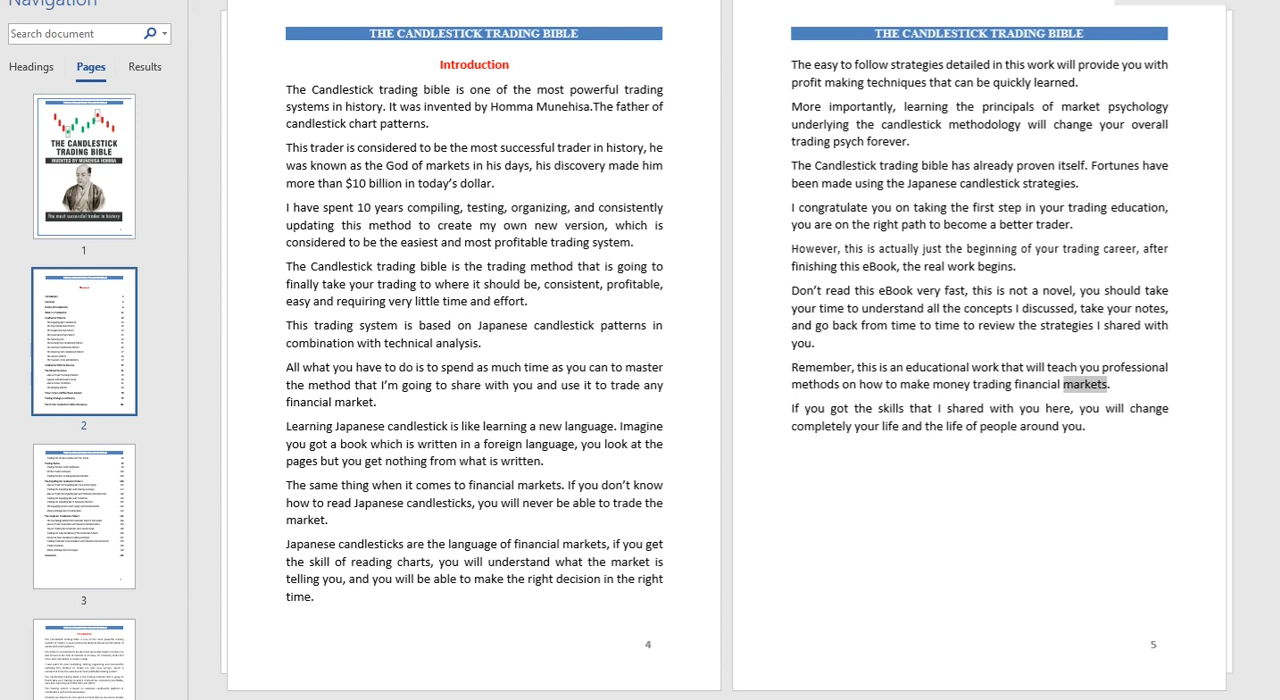 Navigation
Search document
Headings
Pages
Results
THE CANDLESTICK
TRADING BIBLE
INVENTED BY MUNEHISA HOMMA
The most successful trader in history
1
2
3
THE CANDLESTICK TRADING BIBLE
Introduction
The Candlestick trading bible is one of the most powerful trading
systems in history. It was invented by Homma Munehisa.The father of
candlestick chart patterns.
This trader is considered to be the most successful trader in history, he
was known as the God of markets in his days, his discovery made him
more than $10 billion in today’s dollar.
I have spent 10 years compiling, testing, organizing, and consistently
updating this method to create my own new version, which is
considered to be the easiest and most profitable trading system.
The Candlestick trading bible is the trading method that is going to
finally take your trading to where it should be, consistent, profitable,
easy and requiring very little time and effort.
This trading system is based on Japanese candlestick patterns in
combination with technical analysis.
All what you have to do is to spend as much time as you can to master
the method that I’m going to share with you and use it to trade any
financial market.
Learning Japanese candlestick is like learning a new language. Imagine
you got a book which is written in a foreign language, you look at the
pages but you get nothing from what is written.
The same thing when it comes to financial markets. If you don’t know
how to read Japanese candlesticks, you will never be able to trade the
market.
Japanese candlesticks are the language of financial markets, if you get
the skill of reading charts, you will understand what the market is
telling you, and you will be able to make the right decision in the right
time.
4
THE CANDLESTICK TRADING BIBLE
The easy to follow strategies detailed in this work will provide you with
profit making techniques that can be quickly learned.
More importantly, learning the principals of market psychology
underlying the candlestick methodology will change your overall
trading psych forever.
The Candlestick trading bible has already proven itself. Fortunes have
been made using the Japanese candlestick strategies.
I congratulate you on taking the first step in your trading education,
you are on the right path to become a better trader.
However, this is actually just the beginning of your trading career, after
finishing this eBook, the real work begins.
Don’t read this eBook very fast, this is not a novel, you should take
your time to understand all the concepts I discussed, take your notes,
and go back from time to time to review the strategies I shared with
you.
Remember, this is an educational work that will teach you professional
methods on how to make money trading financial markets.
If you got the skills that I shared with you here, you will change
completely your life and the life of people around you.
5